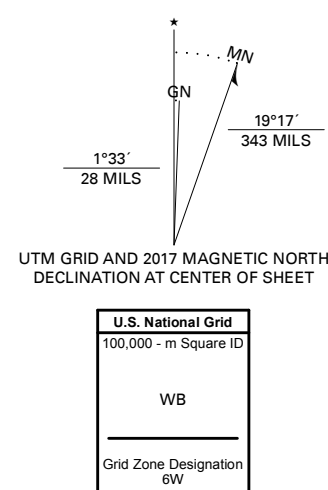 ★
MN
GN
19°17´
343 MILS
1°33´
28 MILS
UTM GRID AND 2017 MAGNETIC NORTH
DECLINATION AT CENTER OF SHEET
U.S. National Grid
100,000 - m Square ID
WB
Grid Zone Designation
6W